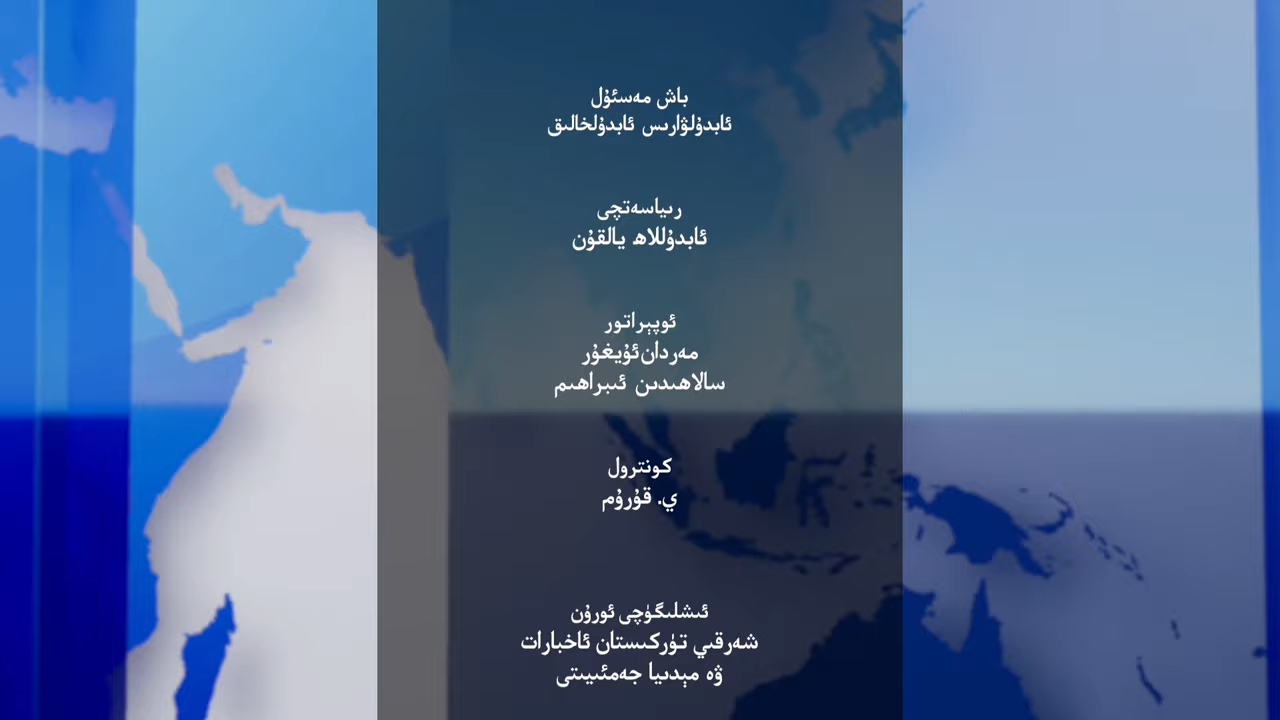 باش مەسئۇل
ئابدۇلۋارىس ئابدۇلخالىق
رىياسەتچى
ئابدۇللاھ يالقۇن
ئوپېراتور
مەردان‌ئۇيغۇر
سالاھىدىن ئىبراھىم
كونترول
ي. قۇرۇم
ئىشلىگۈچى ئورۇن
شەرقىي تۈركىستان ئاخبارات
ۋە مېدىيا جەمئىيىتى